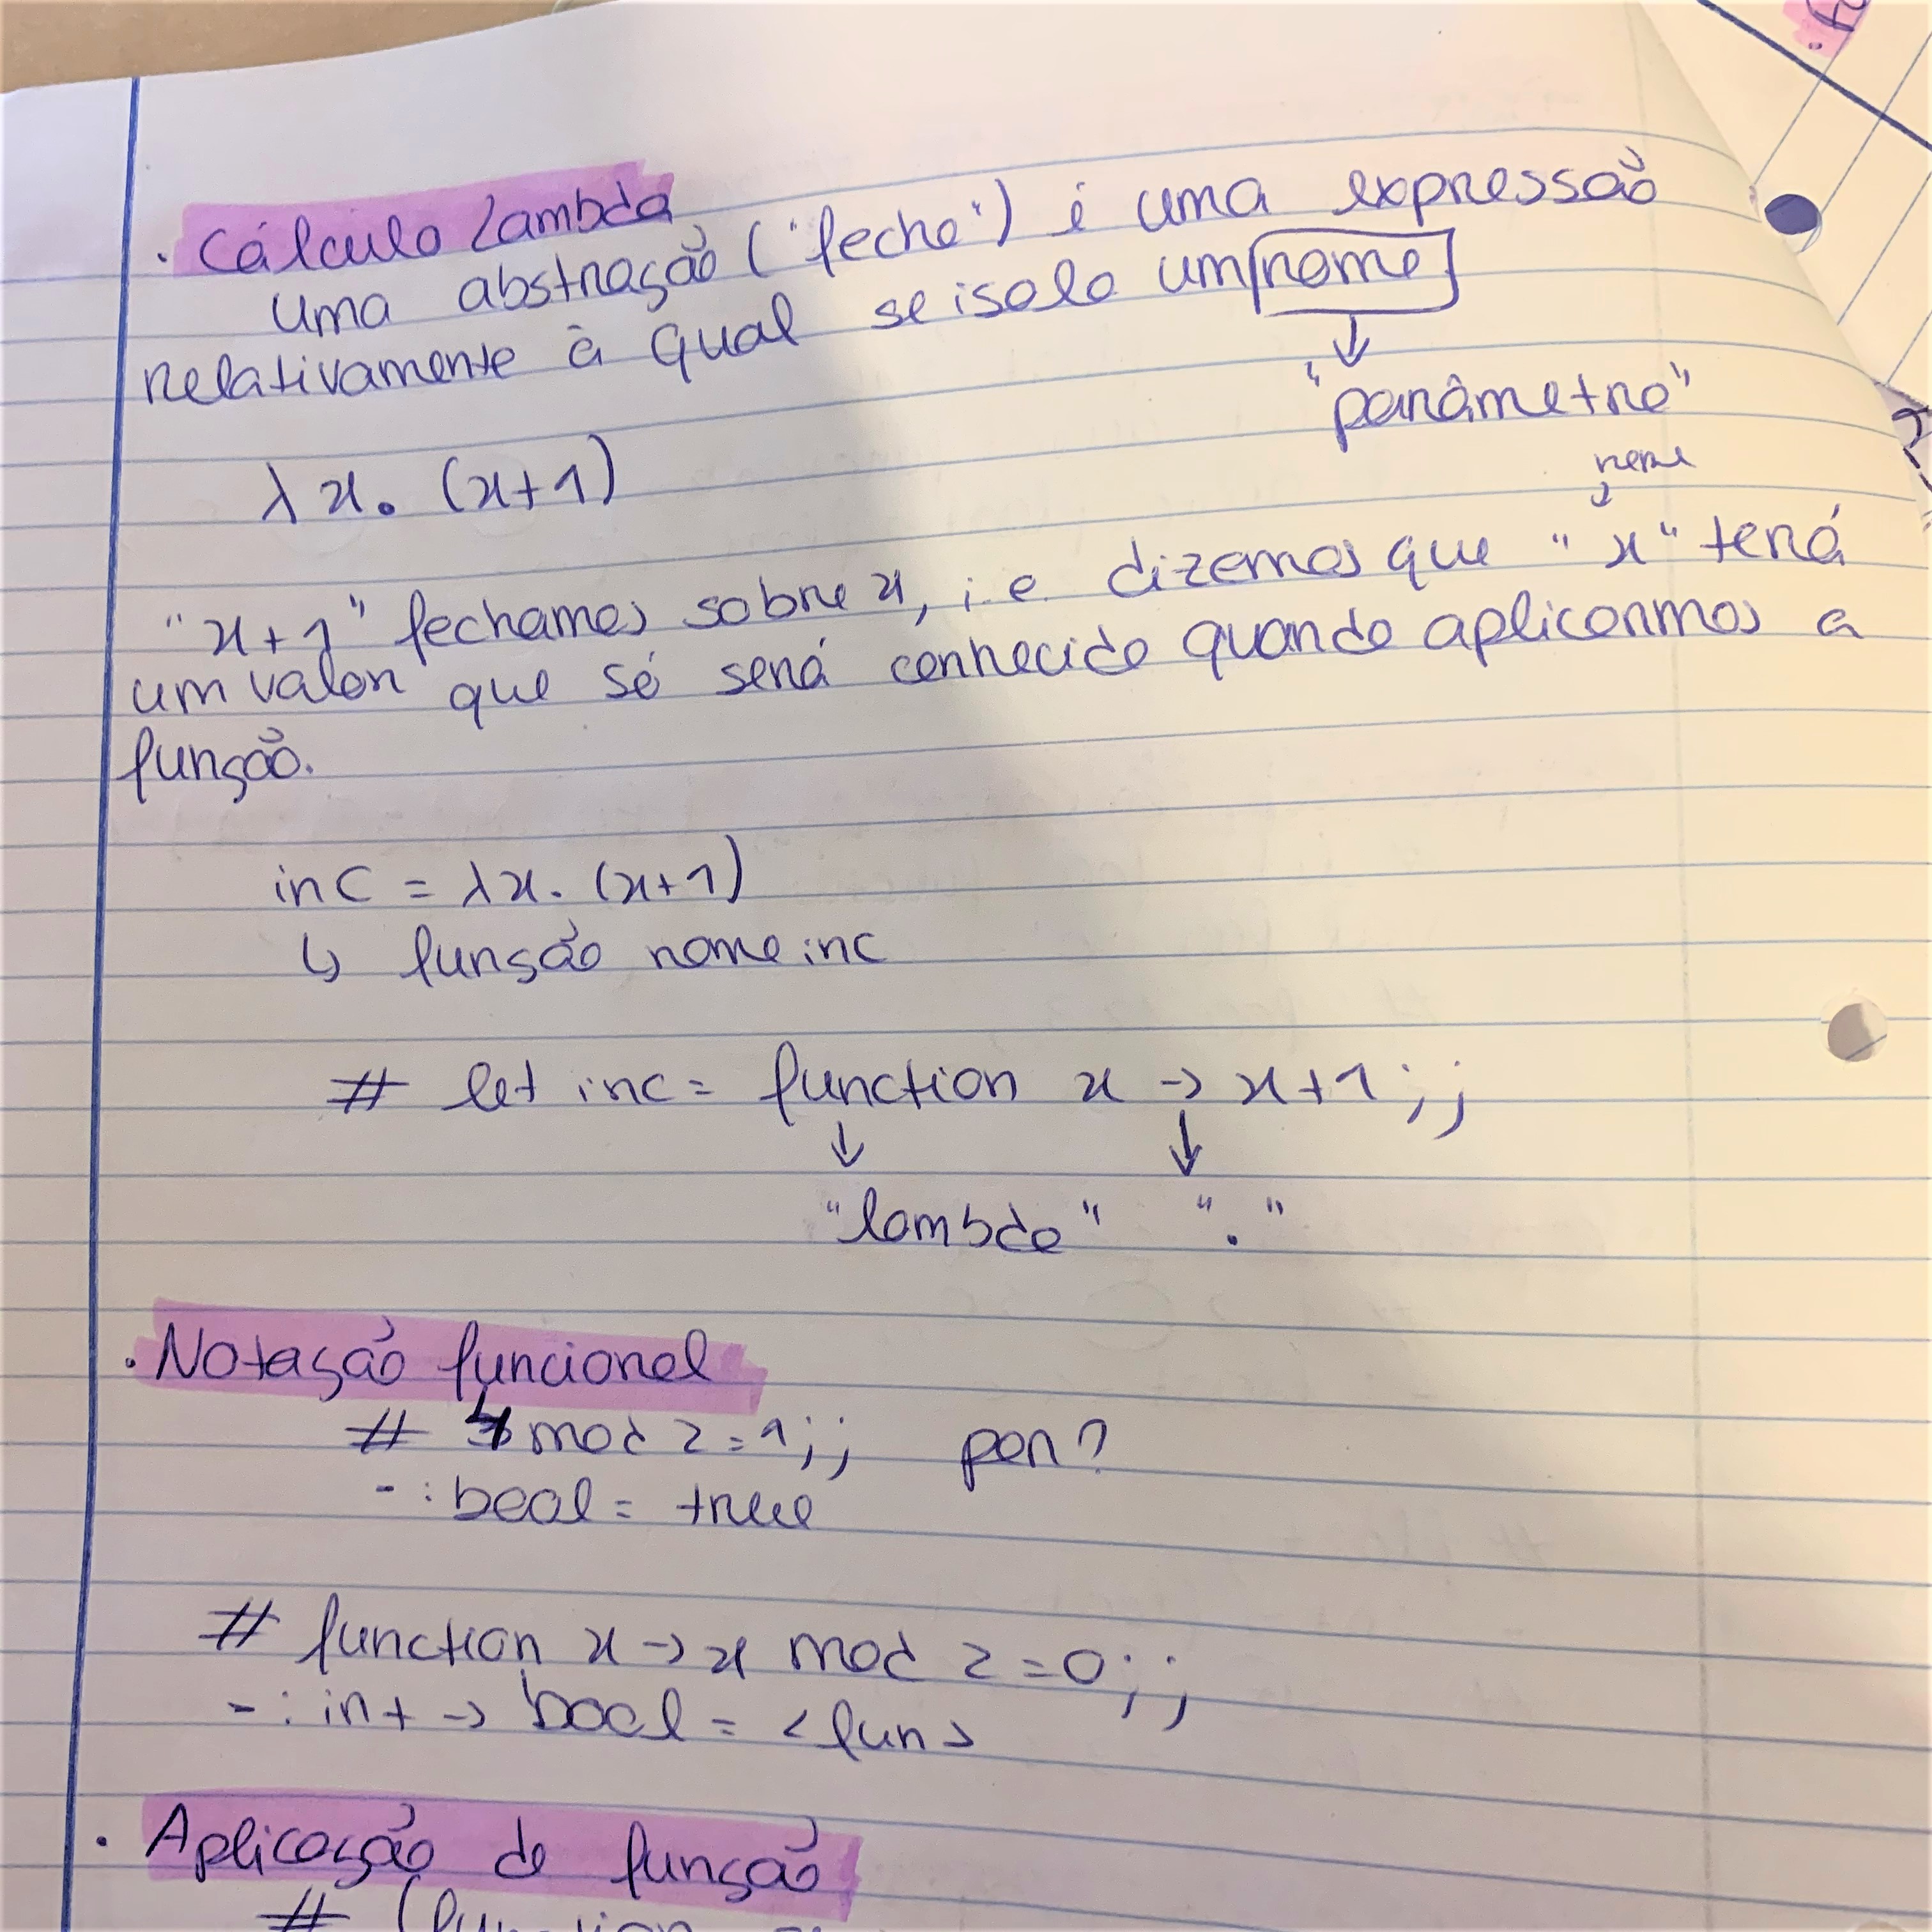 . Cálculo Lambda
Uma abstração ("fecho") é uma expressão
relativamente à qual se isola um [nome]
↓
"parâmetro"
λx. (x+1)
nome
"x+1" fechamos sobre x, i.e. dizemos que "x" terá
um valor que só será conhecido quando aplicarmos a
função.
inc = λx. (x+1)
↳ função nome inc
# let inc = function x -> x+1;;
↓ ↓
"lambda" "."
. Notação funcional
# mod 2 = 1;; par?
- : bool = true
# function x -> x mod 2 = 0;;
- : int -> bool = <fun>
. Aplicação de função
# (function